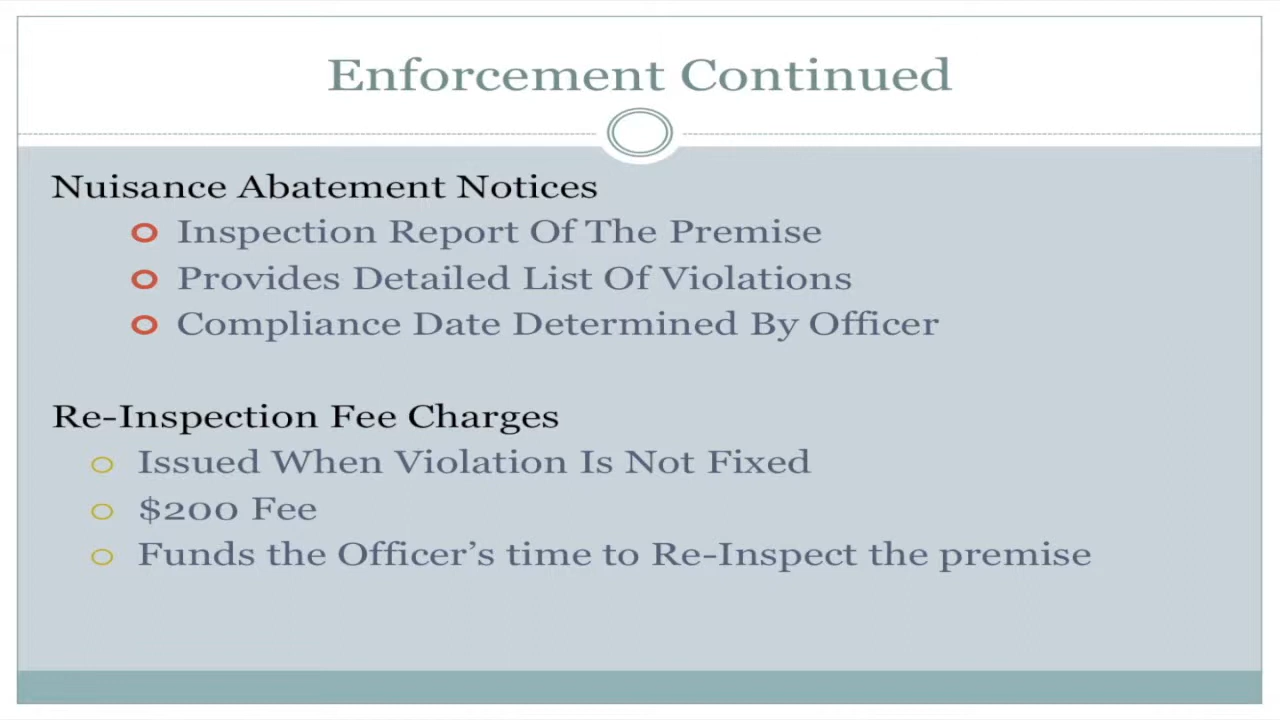 Enforcement Continued
Nuisance Abatement Notices
Inspection Report Of The Premise
Provides Detailed List Of Violations
Compliance Date Determined By Officer
Re-Inspection Fee Charges
Issued When Violation Is Not Fixed
$200 Fee
Funds the Officer’s time to Re-Inspect the premise